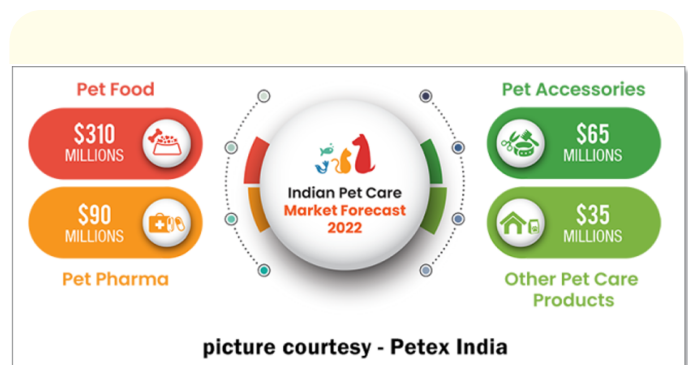 Pet Food
$310
MILLIONS
$90
MILLIONS
Pet Pharma
Indian Pet Care
Market Forecast
2022
Pet Accessories
$65
MILLIONS
$35
MILLIONS
Other Pet Care
Products
picture courtesy - Petex India